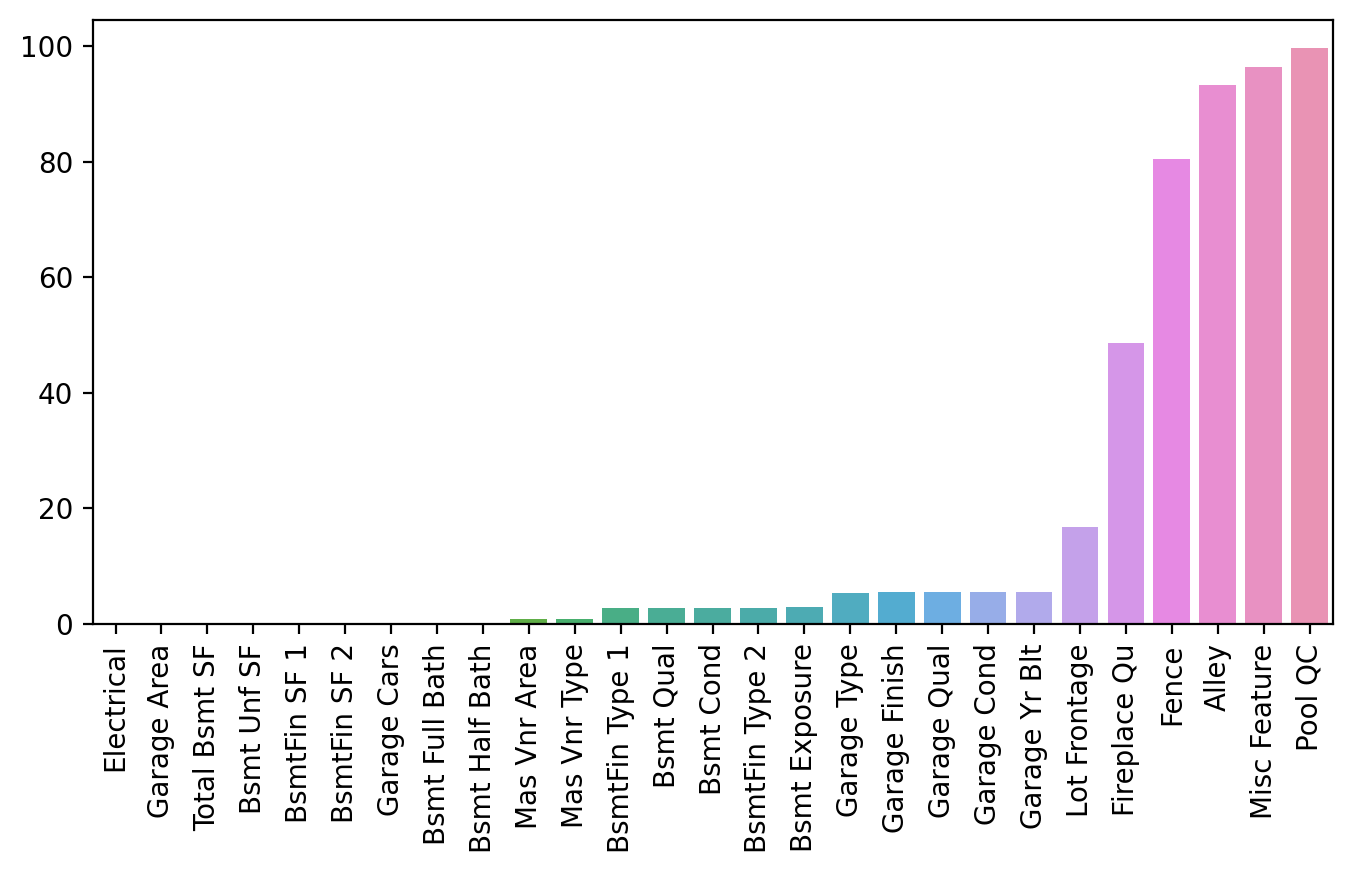 100
80
60
40
20
0
Electrical
Garage Area
Total Bsmt SF
Bsmt Unf SF
BsmtFin SF 1
BsmtFin SF 2
Garage Cars
Bsmt Full Bath
Bsmt Half Bath
Mas Vnr Area
Mas Vnr Type
BsmtFin Type 1
Bsmt Qual
Bsmt Cond
BsmtFin Type 2
Bsmt Exposure
Garage Type
Garage Finish
Garage Qual
Garage Cond
Garage Yr Blt
Lot Frontage
Fireplace Qu
Fence
Alley
Misc Feature
Pool QC